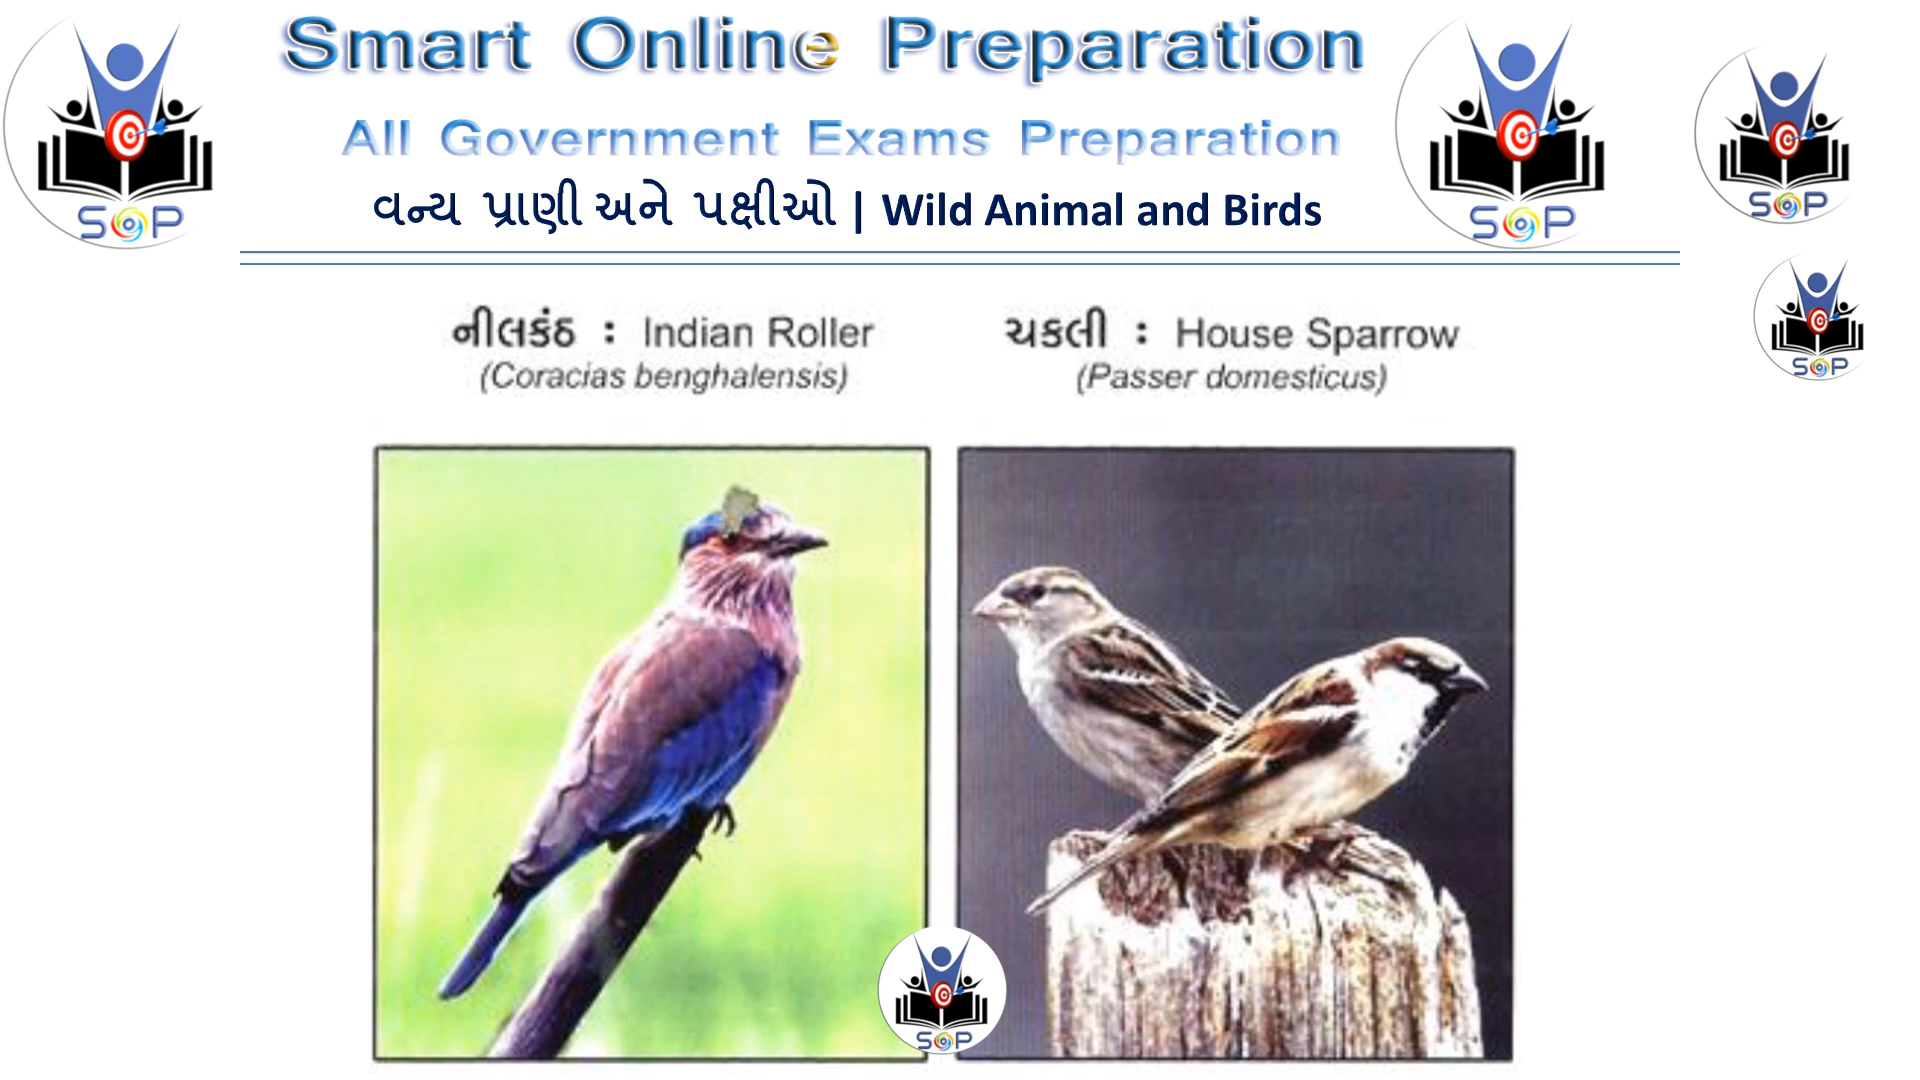 Smart Online Preparation
All Government Exams Preparation
વન્ય પ્રાણી અને પક્ષીઓ | Wild Animal and Birds
નીલકંઠ : Indian Roller
(Coracias benghalensis)
ચકલી : House Sparrow
(Passer domesticus)
SOP
SOP
SOP
SOP
SOP